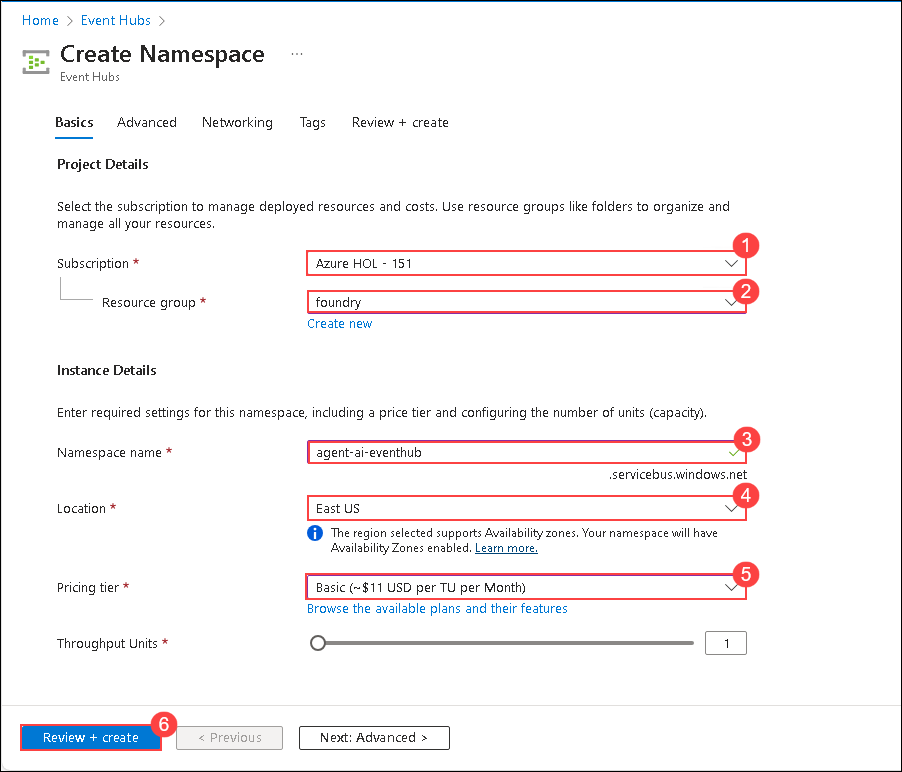 Home > Event Hubs >
Create Namespace ...
Event Hubs
Basics Advanced Networking Tags Review + create
Project Details
Select the subscription to manage deployed resources and costs. Use resource groups like folders to organize and
manage all your resources.
1
Subscription * Azure HOL - 151
2
Resource group * foundry
Create new
Instance Details
Enter required settings for this namespace, including a price tier and configuring the number of units (capacity).
3
Namespace name * agent-ai-eventhub
.servicebus.windows.net
4
Location * East US
The region selected supports Availability zones. Your namespace will have
Availability Zones enabled. Learn more.
5
Pricing tier * Basic (~$11 USD per TU per Month)
Browse the available plans and their features
Throughput Units * 1
6
Review + create < Previous Next: Advanced >